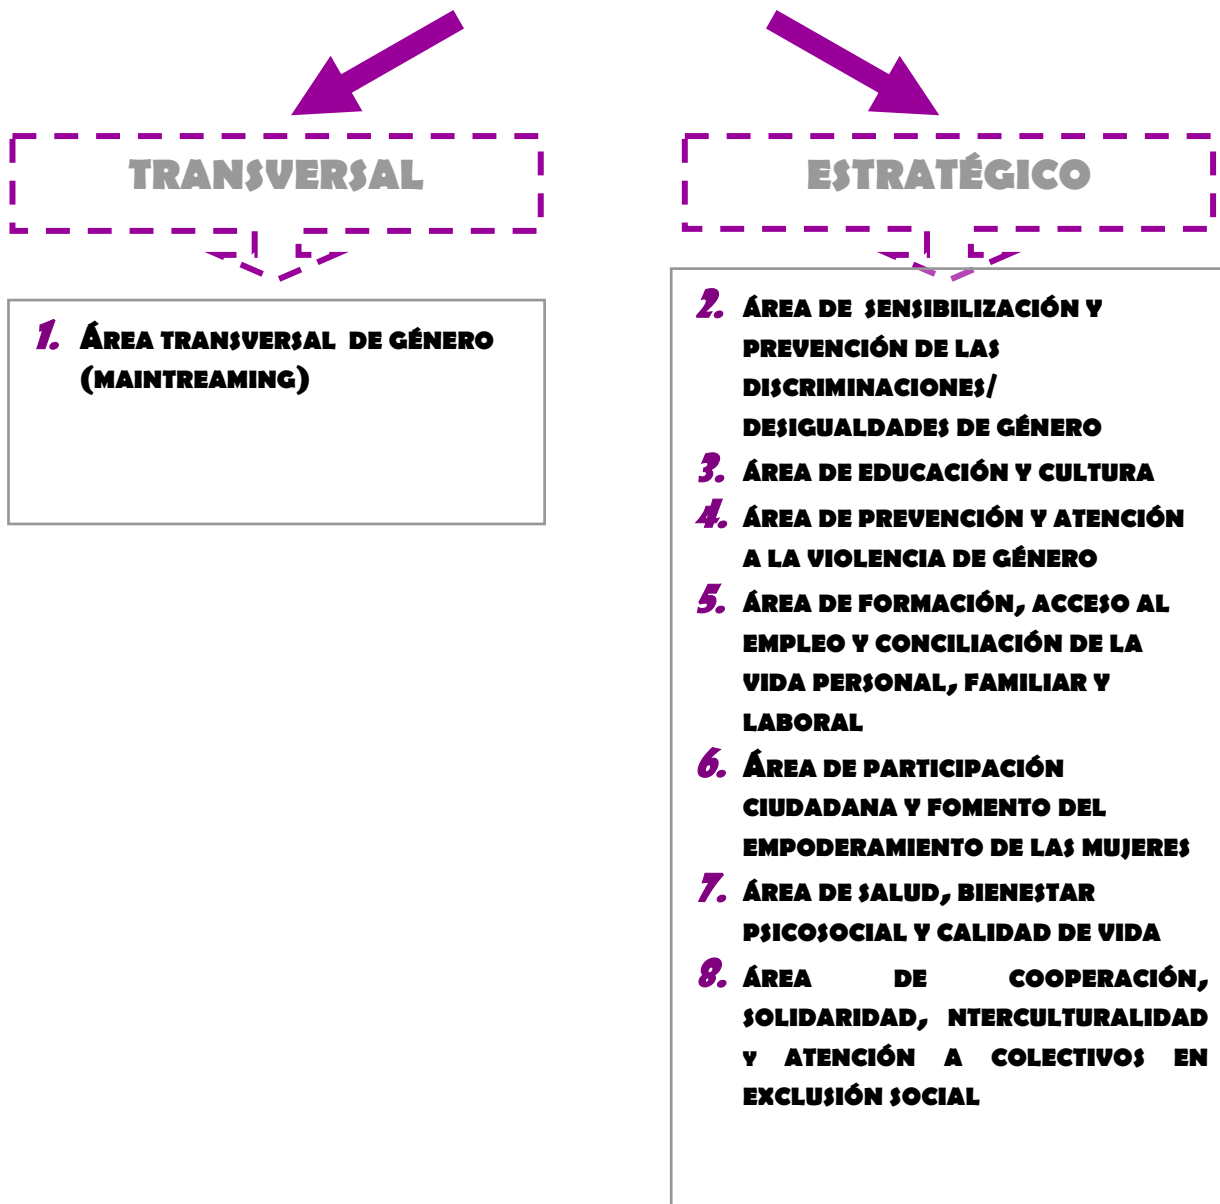 TRANSVERSAL
1. ÁREA TRANSVERSAL DE GÉNERO
(MAINTREAMING)
ESTRATÉGICO
2. ÁREA DE SENSIBILIZACIÓN Y
PREVENCIÓN DE LAS
DISCRIMINACIONES/
DESIGUALDADES DE GÉNERO
3. ÁREA DE EDUCACIÓN Y CULTURA
4. ÁREA DE PREVENCIÓN Y ATENCIÓN
A LA VIOLENCIA DE GÉNERO
5. ÁREA DE FORMACIÓN, ACCESO AL
EMPLEO Y CONCILIACIÓN DE LA
VIDA PERSONAL, FAMILIAR Y
LABORAL
6. ÁREA DE PARTICIPACIÓN
CIUDADANA Y FOMENTO DEL
EMPODERAMIENTO DE LAS MUJERES
7. ÁREA DE SALUD, BIENESTAR
PSICOSOCIAL Y CALIDAD DE VIDA
8. ÁREA DE COOPERACIÓN,
SOLIDARIDAD, NTERCULTURALIDAD
Y ATENCIÓN A COLECTIVOS EN
EXCLUSIÓN SOCIAL